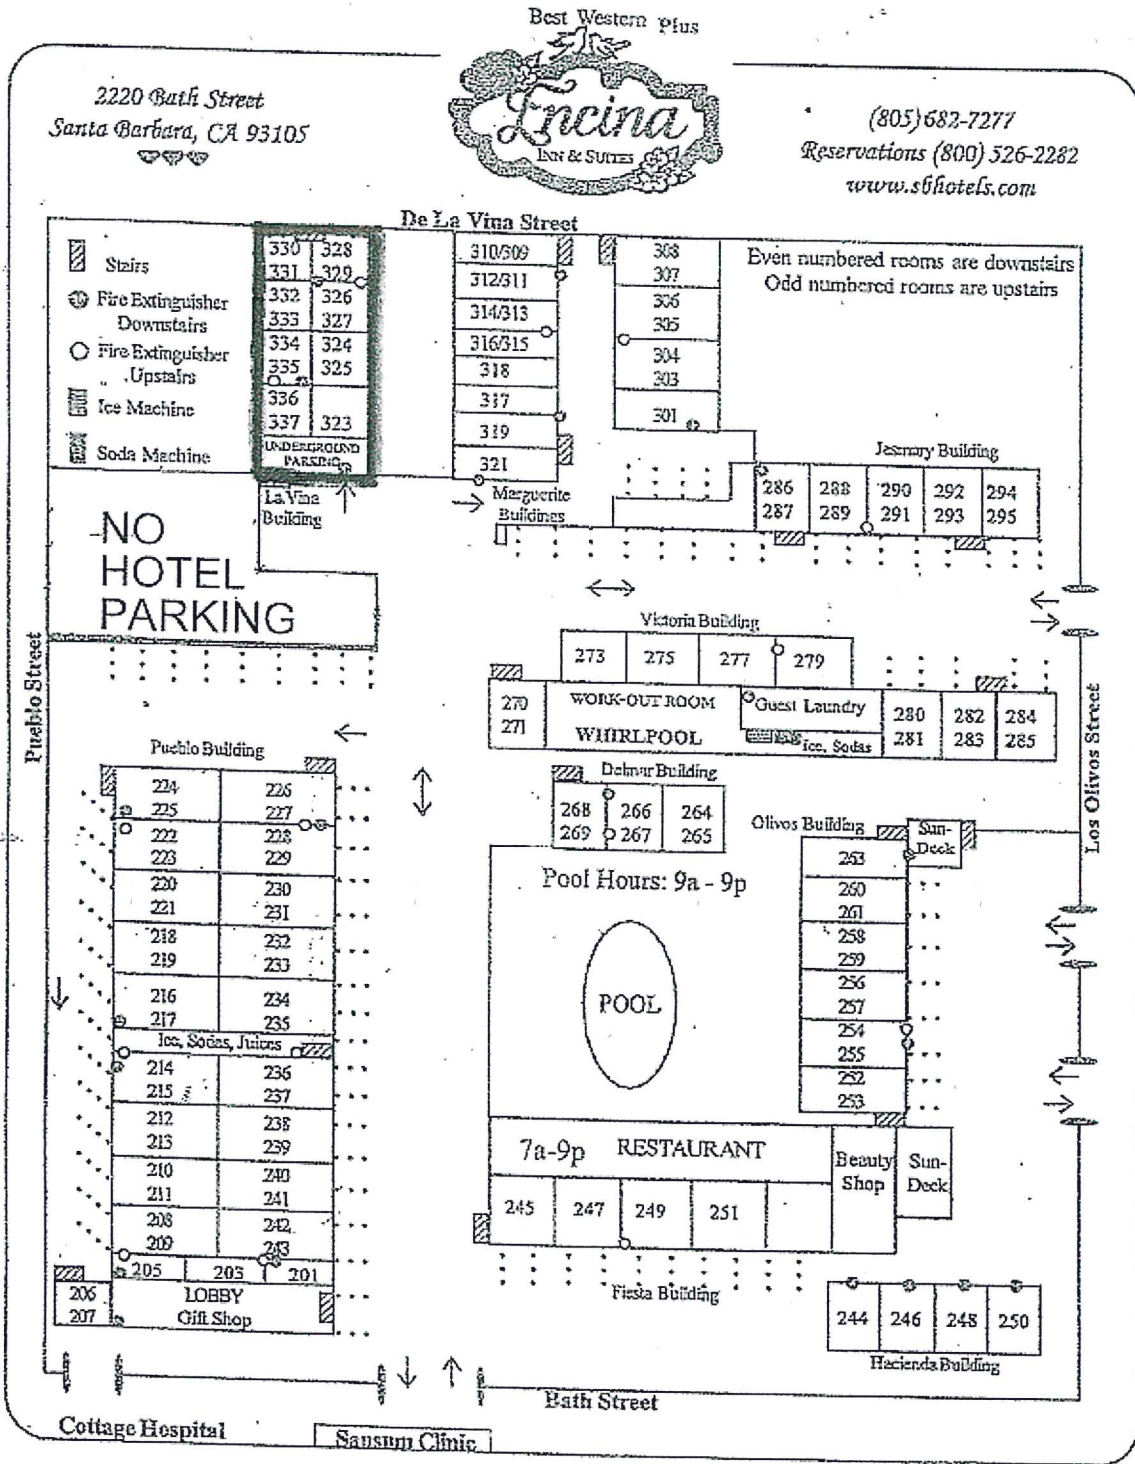 Best Western Plus
Encina
INN & SUITES
2220 Bath Street
Santa Barbara, CA 93105
(805) 682-7277
Reservations (800) 526-2282
www.sbhotels.com
De La Vina Street
Stairs
Fire Extinguisher
Downstairs
Fire Extinguisher
Upstairs
Ice Machine
Soda Machine
330 328
331 329
332 326
333 327
334 324
335 325
336
337 323
UNDERGROUND
PARKING
La Vina
Building
310/309
312/311
314/313
316/315
318
317
319
321
Marguerite
Buildings
308
307
306
305
304
303
301
Even numbered rooms are downstairs
Odd numbered rooms are upstairs
Jesmary Building
286 288 290 292 294
287 289 291 293 295
NO
HOTEL
PARKING
Pueblo Street
Los Olivos Street
Victoria Building
273 275 277 279
270
271
WORK-OUT ROOM
WHIRLPOOL
Guest Laundry
Ice, Sodas
280 282 284
281 283 285
Delmar Building
268 266 264
269 267 265
Pueblo Building
224 226
225 227
222 228
223 229
220 230
221 231
218 232
219 233
216 234
217 235
Ice, Sodas, Juices
214 236
215 237
212 238
213 239
210 240
211 241
208 242
209 243
205 203 201
206
207
LOBBY
Gift Shop
Olivos Building
Sun-
Deck
263
260
261
258
259
256
257
254
255
252
253
Pool Hours: 9a - 9p
POOL
7a-9p RESTAURANT
245 247 249 251
Beauty
Shop
Sun-
Deck
Fiesta Building
244 246 248 250
Hacienda Building
Bath Street
Cottage Hospital
Sansum Clinic